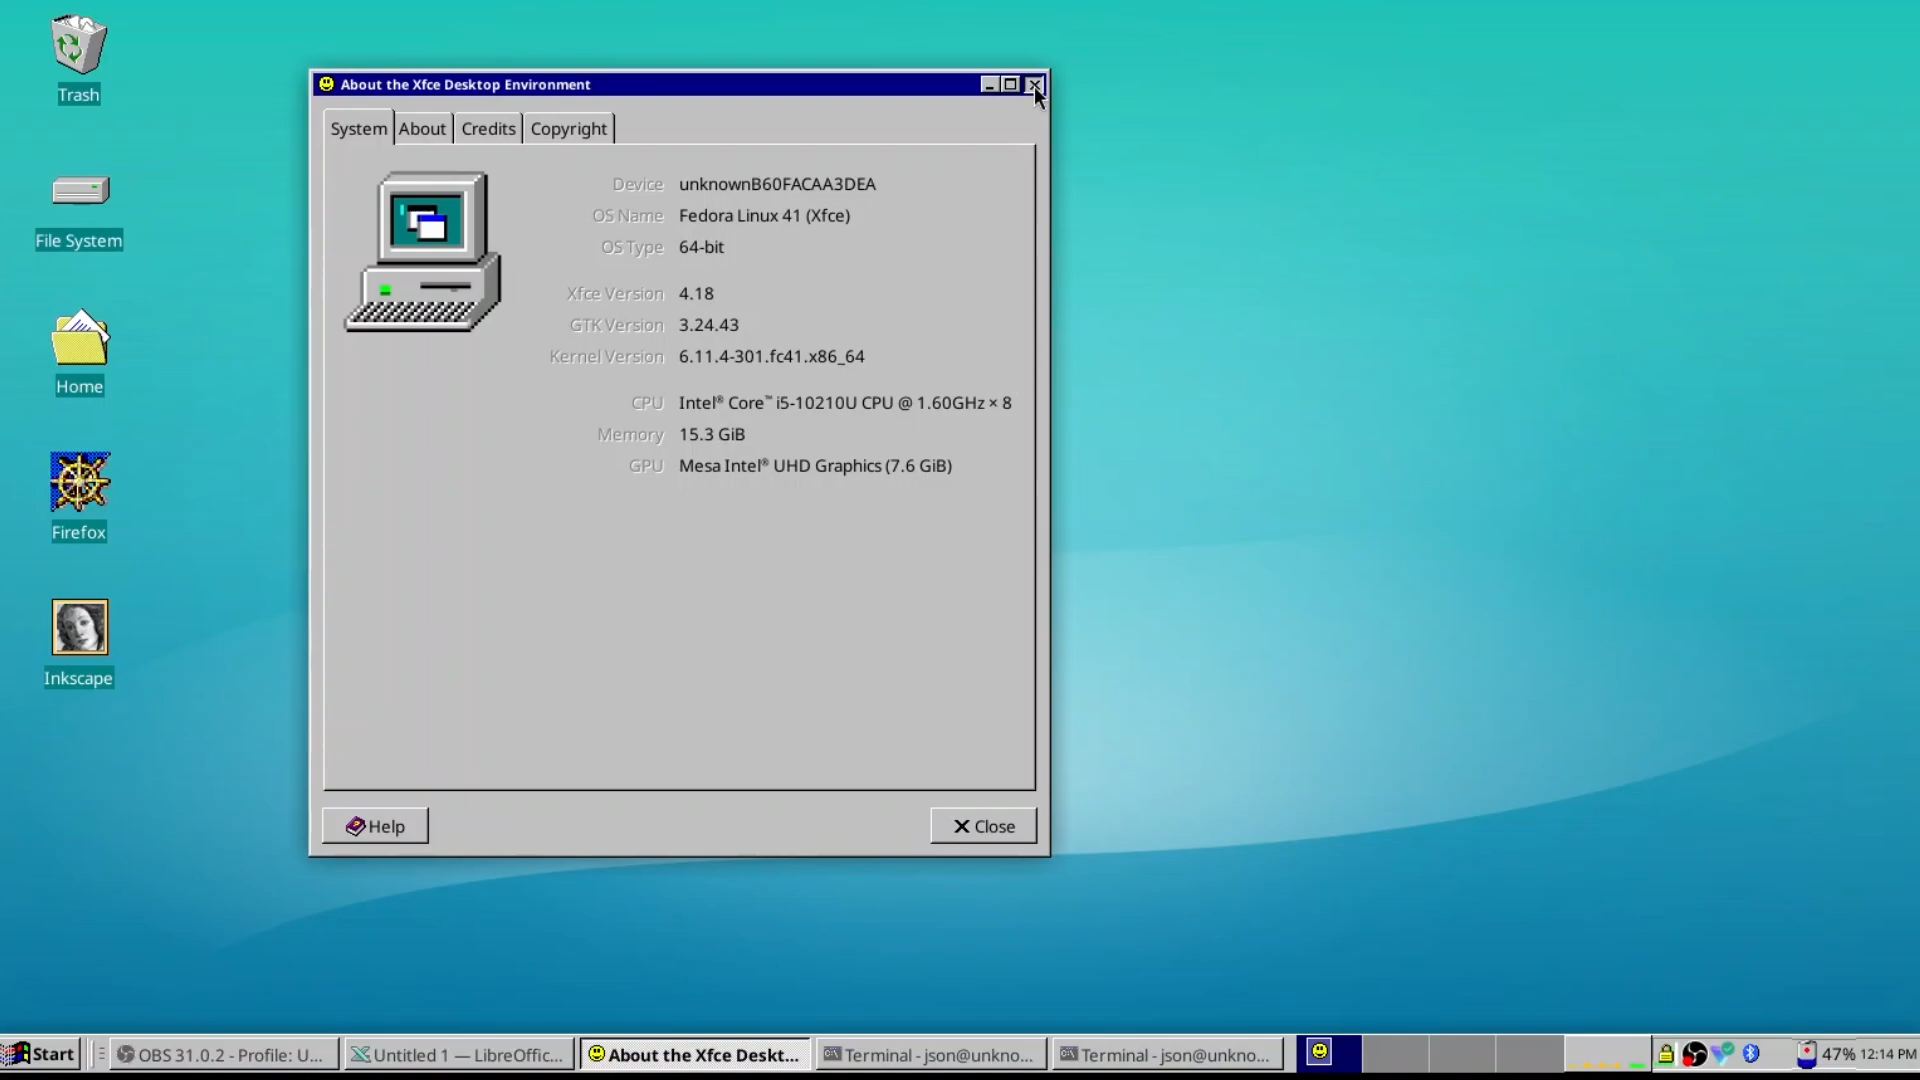 Trash
File System
Home
Firefox
Inkscape
About the Xfce Desktop Environment
System About Credits Copyright
Device unknownB60FACAA3DEA
OS Name Fedora Linux 41 (Xfce)
OS Type 64-bit
Xfce Version 4.18
GTK Version 3.24.43
Kernel Version 6.11.4-301.fc41.x86_64
CPU Intel® Core™ i5-10210U CPU @ 1.60GHz × 8
Memory 15.3 GiB
GPU Mesa Intel® UHD Graphics (7.6 GiB)
Help Close
Start OBS 31.0.2 - Profile: U... Untitled 1 — LibreOffic... About the Xfce Deskt... Terminal - json@unkno... Terminal - json@unkno... 47% 12:14 PM